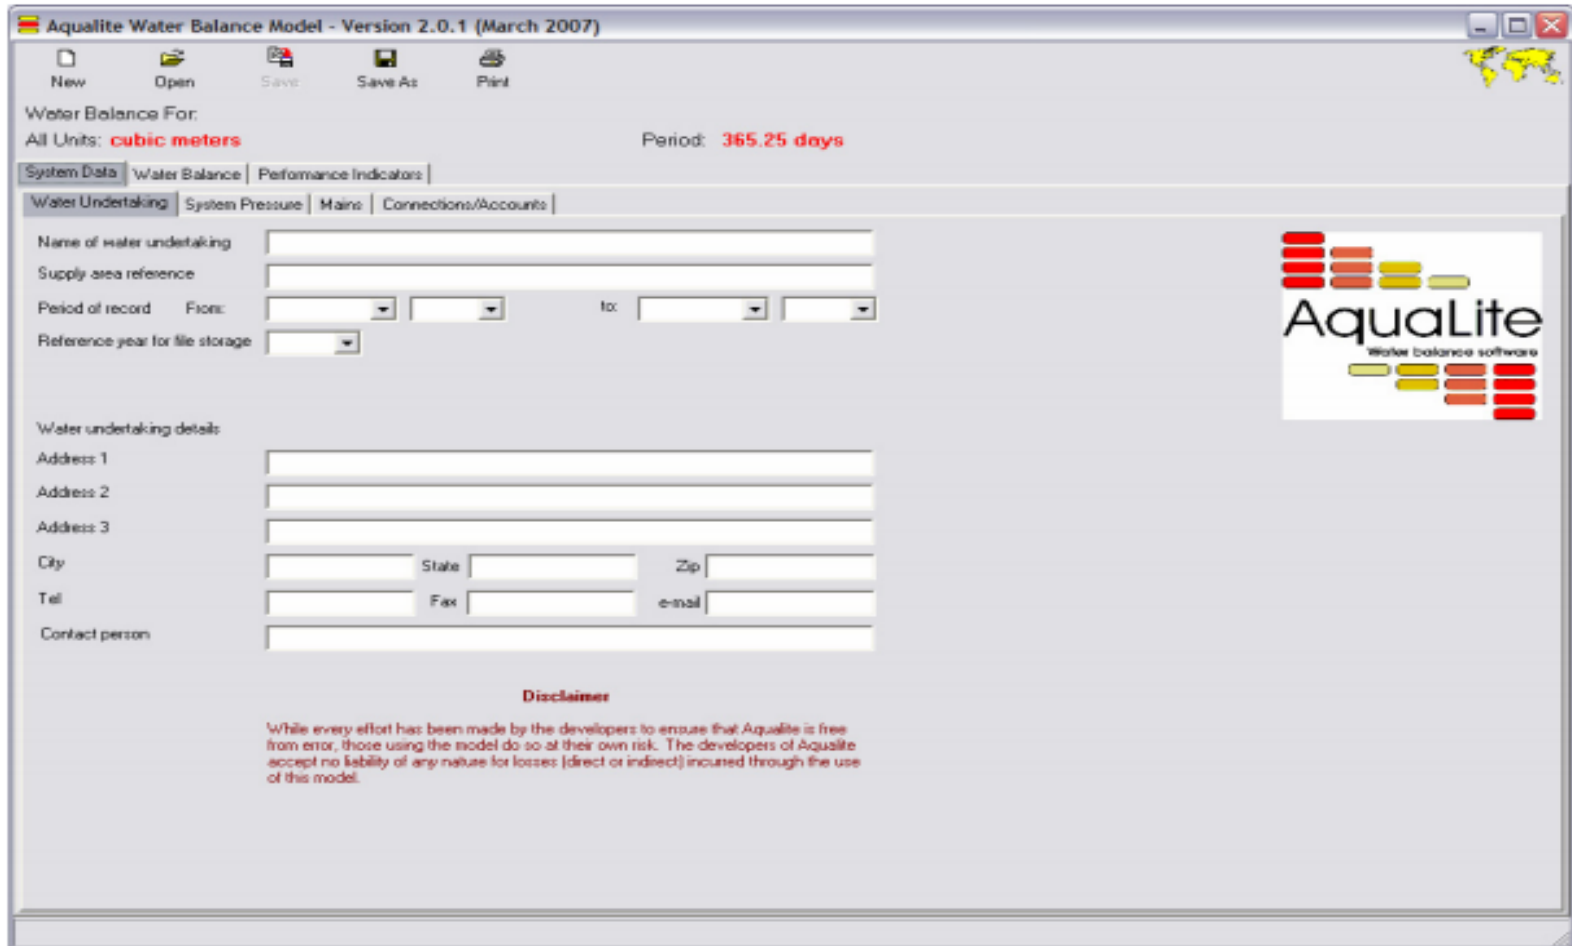 Aqualite Water Balance Model - Version 2.0.1 (March 2007)
New Open Save Save As Print
Water Balance For:
All Units: cubic meters Period: 365.25 days
System Data Water Balance Performance Indicators
Water Undertaking System Pressure Mains Connections/Accounts
Name of water undertaking
Supply area reference
Period of record From: to:
Reference year for file storage
AquaLite
Water balance software
Water undertaking details
Address 1
Address 2
Address 3
City State Zip
Tel Fax e-mail
Contact person
Disclaimer
While every effort has been made by the developers to ensure that Aqualite is free
from error, those using the model do so at their own risk. The developers of Aqualite
accept no liability of any nature for losses (direct or indirect) incurred through the use
of this model.